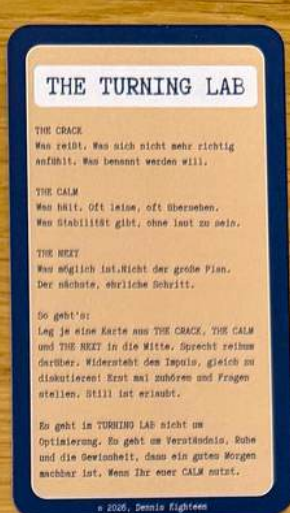 THE TURNING LAB
THE CRACK
Was reißt. Was sich nicht mehr richtig
anfühlt. Was benannt werden will.
THE CALM
Was hält. Oft leise, oft übersehen.
Was Stabilität gibt, ohne laut zu sein.
THE NEXT
Was möglich ist.Nicht der große Plan.
Der nächste, ehrliche Schritt.
So geht's:
Leg je eine Karte aus THE CRACK, THE CALM
und THE NEXT in die Mitte. Sprecht reihum
darüber. Widersteht dem Impuls, gleich zu
diskutieren! Erst mal zuhören und Fragen
stellen. Still ist erlaubt.
Es geht im TURNING LAB nicht um
Optimierung. Es geht um Verständnis, Ruhe
und die Gewissheit, dass ein gutes Morgen
machbar ist. Wenn Ihr euer CALM nutzt.
© 2026, Dennis Eighteen